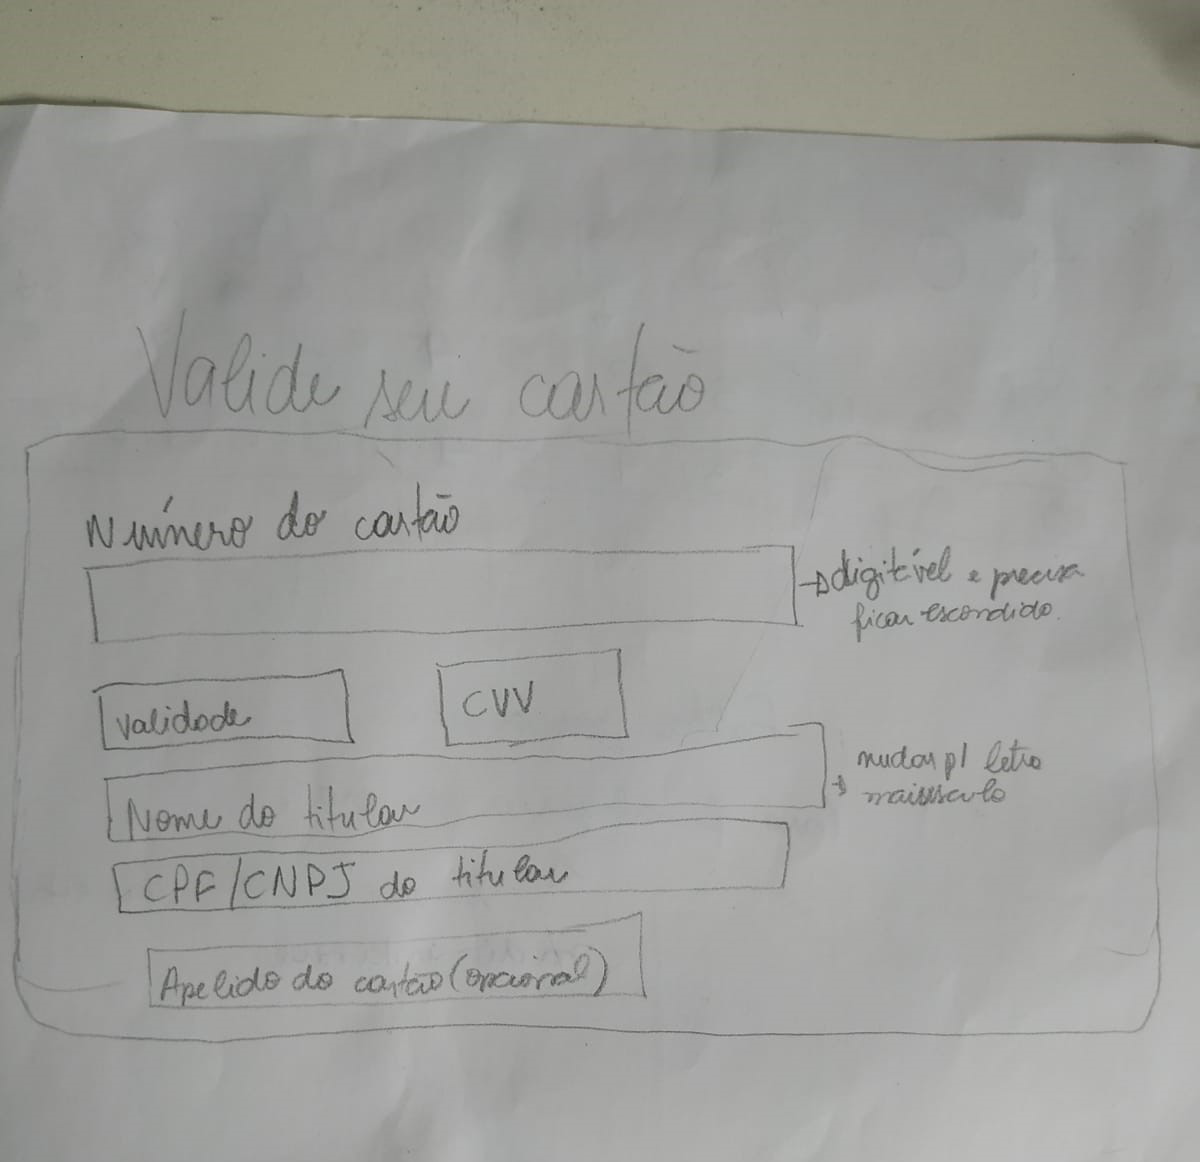 Valide seu cartão
Número do cartão
→ digitável e precisa
ficar escondido.
Validade
CVV
Nome do titular
→ mudar p/ letra
maiúsculo
CPF/CNPJ do titular
Apelido do cartão (opcional)